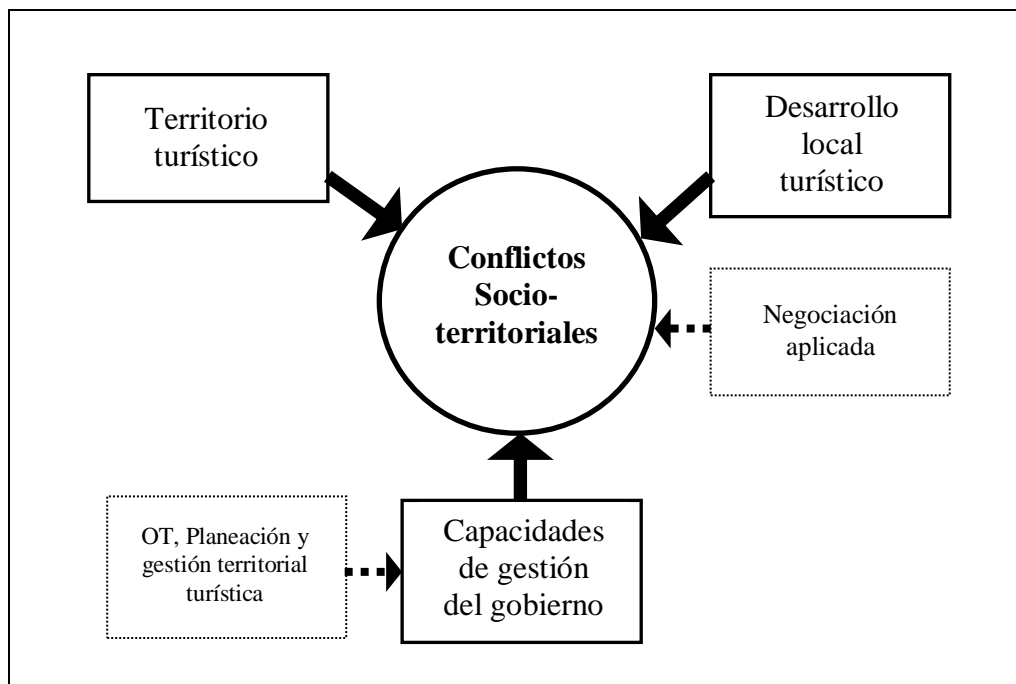 Territorio
turístico
Desarrollo
local
turístico
Conflictos
Socio-
territoriales
Negociación
aplicada
OT, Planeación y
gestión territorial
turística
Capacidades
de gestión
del gobierno